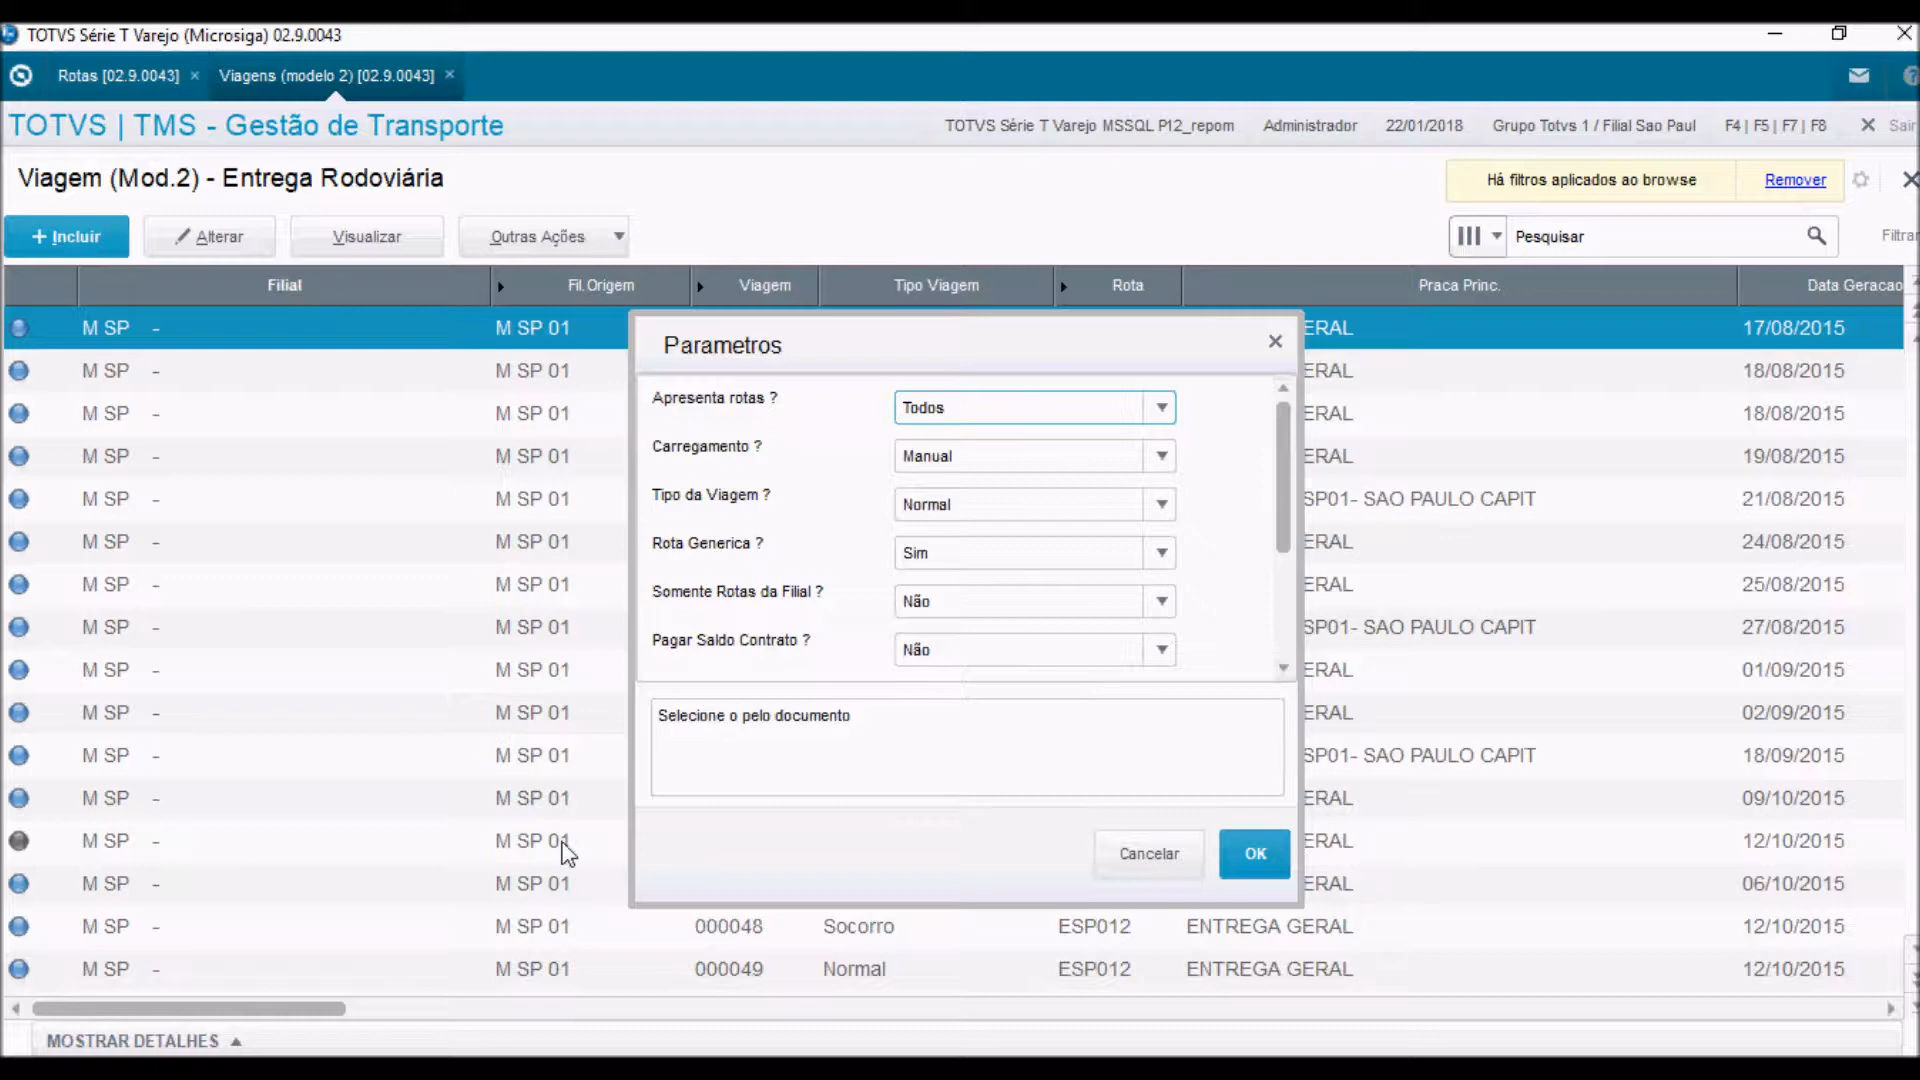 TOTVS Série T Varejo (Microsiga) 02.9.0043
Rotas [02.9.0043] × Viagens (modelo 2) [02.9.0043] ×
TOTVS | TMS - Gestão de Transporte TOTVS Série T Varejo MSSQL P12_repom Administrador 22/01/2018 Grupo Totvs 1 / Filial Sao Paul F4 | F5 | F7 | F8 Sair
Viagem (Mod.2) - Entrega Rodoviária Há filtros aplicados ao browse Remover
+ Incluir Alterar Visualizar Outras Ações Pesquisar Filtrar
Filial Fil.Origem Viagem Tipo Viagem Rota Praca Princ. Data Geracao
M SP - M SP 01 ERAL 17/08/2015
M SP - M SP 01 ERAL 18/08/2015
M SP - M SP 01 ERAL 18/08/2015
M SP - M SP 01 ERAL 19/08/2015
M SP - M SP 01 SP01- SAO PAULO CAPIT 21/08/2015
M SP - M SP 01 ERAL 24/08/2015
M SP - M SP 01 ERAL 25/08/2015
M SP - M SP 01 SP01- SAO PAULO CAPIT 27/08/2015
M SP - M SP 01 ERAL 01/09/2015
M SP - M SP 01 ERAL 02/09/2015
M SP - M SP 01 SP01- SAO PAULO CAPIT 18/09/2015
M SP - M SP 01 ERAL 09/10/2015
M SP - M SP 01 ERAL 12/10/2015
M SP - M SP 01 ERAL 06/10/2015
M SP - M SP 01 000048 Socorro ESP012 ENTREGA GERAL 12/10/2015
M SP - M SP 01 000049 Normal ESP012 ENTREGA GERAL 12/10/2015
Parametros
Apresenta rotas ? Todos
Carregamento ? Manual
Tipo da Viagem ? Normal
Rota Generica ? Sim
Somente Rotas da Filial ? Não
Pagar Saldo Contrato ? Não
Selecione o pelo documento
Cancelar OK
MOSTRAR DETALHES